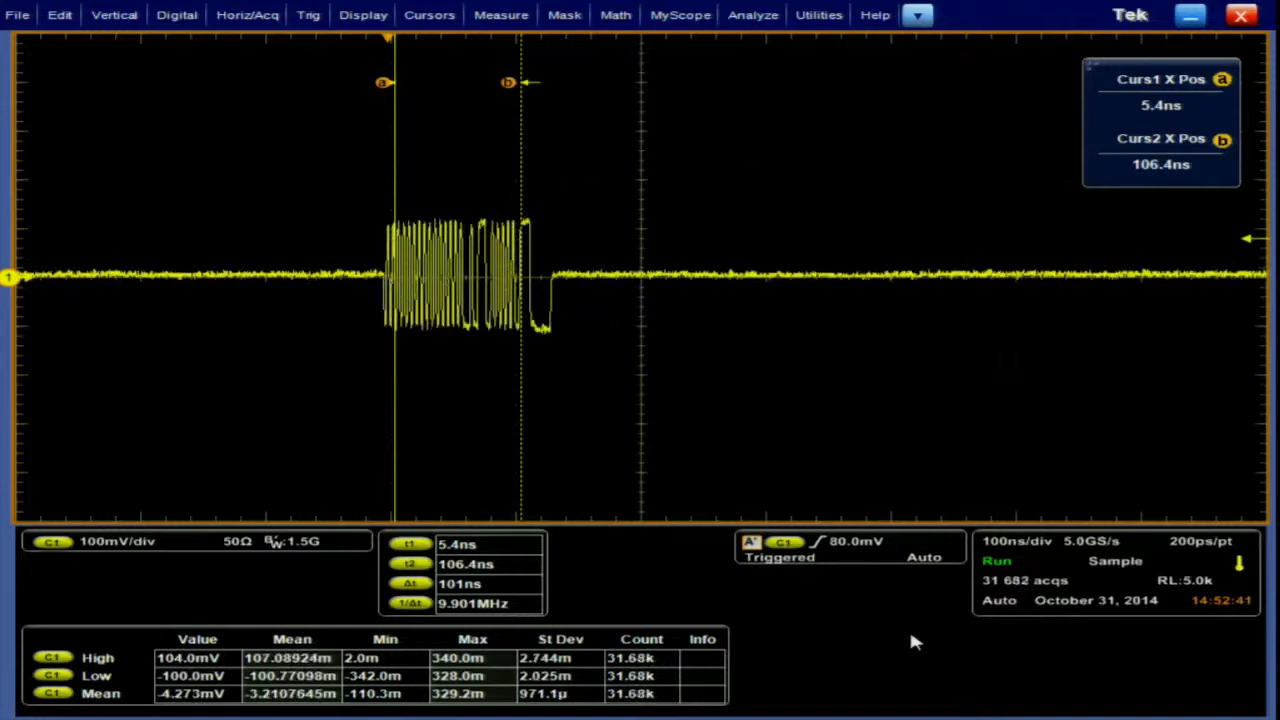 File Edit Vertical Digital Horiz/Acq Trig Display Cursors Measure Mask Math MyScope Analyze Utilities Help Tek
a b
Curs1 X Pos a
5.4ns
Curs2 X Pos b
106.4ns
1
C1 100mV/div 50Ω BW:1.5G
t1 5.4ns
t2 106.4ns
Δt 101ns
1/Δt 9.901MHz
A' C1 80.0mV
Triggered Auto
100ns/div 5.0GS/s 200ps/pt
Run Sample
31 682 acqs RL:5.0k
Auto October 31, 2014 14:52:41
Value Mean Min Max St Dev Count Info
C1 High 104.0mV 107.08924m 2.0m 340.0m 2.744m 31.68k
C1 Low -100.0mV -100.77098m -342.0m 328.0m 2.025m 31.68k
C1 Mean -4.273mV -3.2107645m -110.3m 329.2m 971.1µ 31.68k